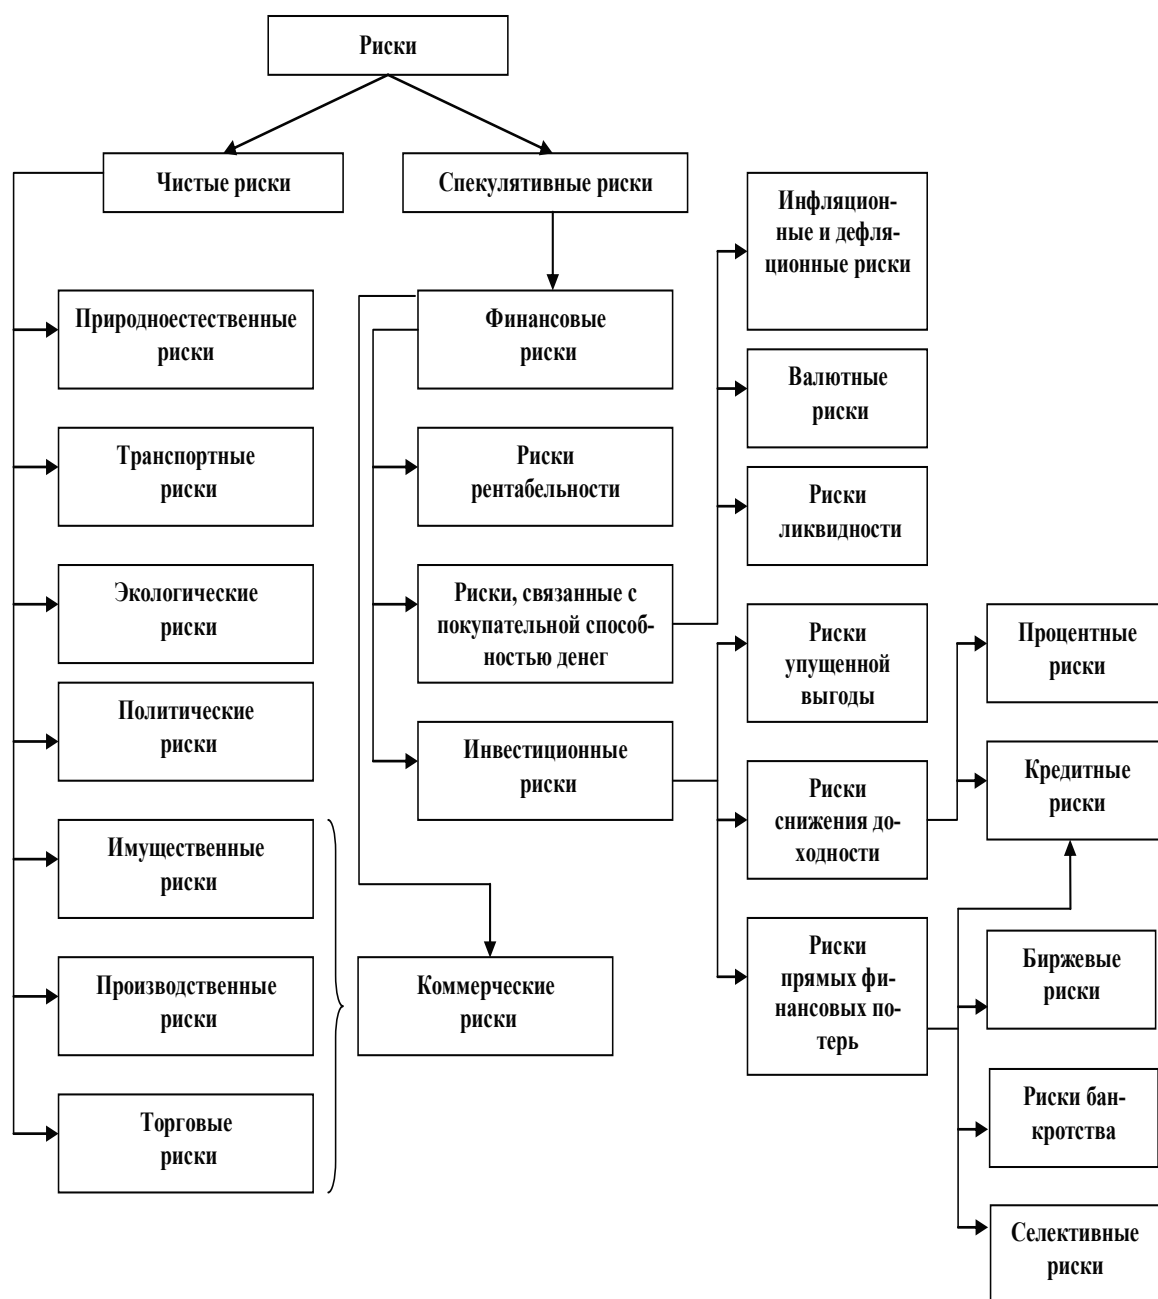 Риски
Чистые риски
Спекулятивные риски
Природноестественные
риски
Транспортные
риски
Экологические
риски
Политические
риски
Имущественные
риски
Производственные
риски
Торговые
риски
Финансовые
риски
Риски
рентабельности
Риски, связанные с
покупательной способ-
ностью денег
Инвестиционные
риски
Коммерческие
риски
Инфляцион-
ные и дефля-
ционные риски
Валютные
риски
Риски
ликвидности
Риски
упущенной
выгоды
Риски
снижения до-
ходности
Риски
прямых фи-
нансовых по-
терь
Процентные
риски
Кредитные
риски
Биржевые
риски
Риски бан-
кротства
Селективные
риски